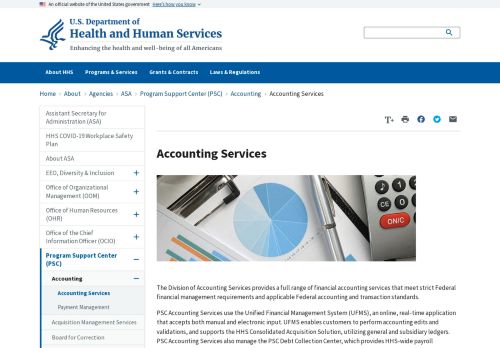 An official website of the United States government Here's how you know
U.S. Department of
Health and Human Services
Enhancing the health and well-being of all Americans
About HHS Programs & Services Grants & Contracts Laws & Regulations
Home › About › Agencies › ASA › Program Support Center (PSC) › Accounting › Accounting Services
Assistant Secretary for
Administration (ASA)
HHS COVID-19 Workplace Safety
Plan
About ASA
EEO, Diversity & Inclusion
Office of Organizational
Management (OOM)
Office of Human Resources
(OHR)
Office of the Chief
Information Officer (OCIO)
Program Support Center
(PSC)
Accounting
Accounting Services
Payment Management
Acquisition Management Services
Board for Correction
T+
Accounting Services
CE
0
ON/C
The Division of Accounting Services provides a full range of financial accounting services that meet strict Federal
financial management requirements and applicable Federal accounting and transaction standards.
PSC Accounting Services use the Unified Financial Management System (UFMS), an online, real-time application
that accepts both manual and electronic input. UFMS enables customers to perform accounting edits and
validations, and supports the HHS Consolidated Acquisition Solution, utilizing general and subsidiary ledgers.
PSC Accounting Services also manage the PSC Debt Collection Center, which provides HHS-wide payroll